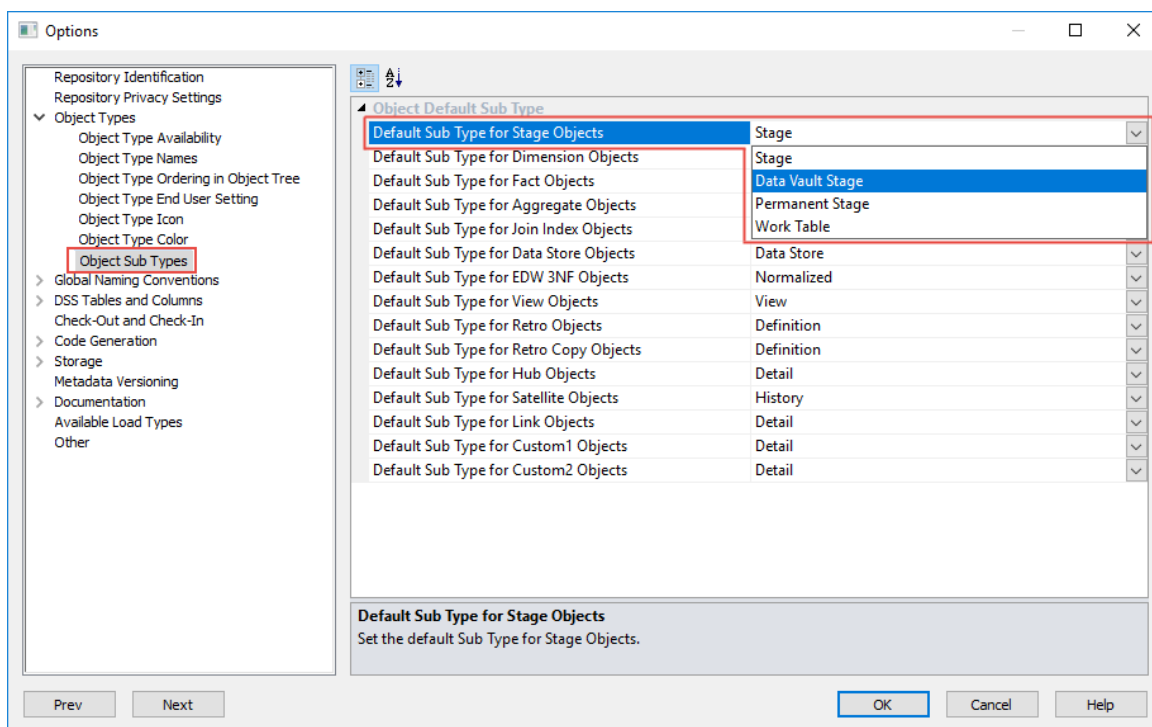 Options
Repository Identification
Repository Privacy Settings
Object Types
Object Type Availability
Object Type Names
Object Type Ordering in Object Tree
Object Type End User Setting
Object Type Icon
Object Type Color
Object Sub Types
Global Naming Conventions
DSS Tables and Columns
Check-Out and Check-In
Code Generation
Storage
Metadata Versioning
Documentation
Available Load Types
Other
Object Default Sub Type
Default Sub Type for Stage Objects Stage
Default Sub Type for Dimension Objects Stage
Default Sub Type for Fact Objects Data Vault Stage
Default Sub Type for Aggregate Objects Permanent Stage
Default Sub Type for Join Index Objects Work Table
Default Sub Type for Data Store Objects Data Store
Default Sub Type for EDW 3NF Objects Normalized
Default Sub Type for View Objects View
Default Sub Type for Retro Objects Definition
Default Sub Type for Retro Copy Objects Definition
Default Sub Type for Hub Objects Detail
Default Sub Type for Satellite Objects History
Default Sub Type for Link Objects Detail
Default Sub Type for Custom1 Objects Detail
Default Sub Type for Custom2 Objects Detail
Default Sub Type for Stage Objects
Set the default Sub Type for Stage Objects.
Prev Next OK Cancel Help